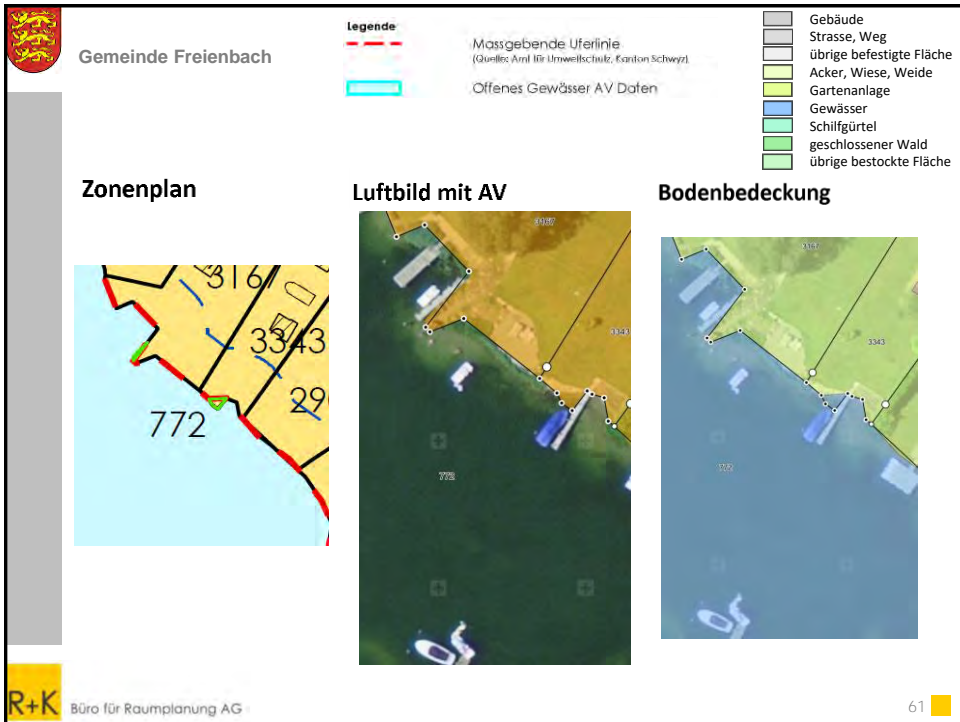 Gemeinde Freienbach
Legende
Massgebende Uferlinie
(Quelle: Amt für Umweltschutz, Kanton Schwyz)
Offenes Gewässer AV Daten
Gebäude
Strasse, Weg
übrige befestigte Fläche
Acker, Wiese, Weide
Gartenanlage
Gewässer
Schilfgürtel
geschlossener Wald
übrige bestockte Fläche
Zonenplan
Luftbild mit AV
Bodenbedeckung
3167
3343
29
772
3167
3343
772
3167
3343
772
R+K Büro für Raumplanung AG
61